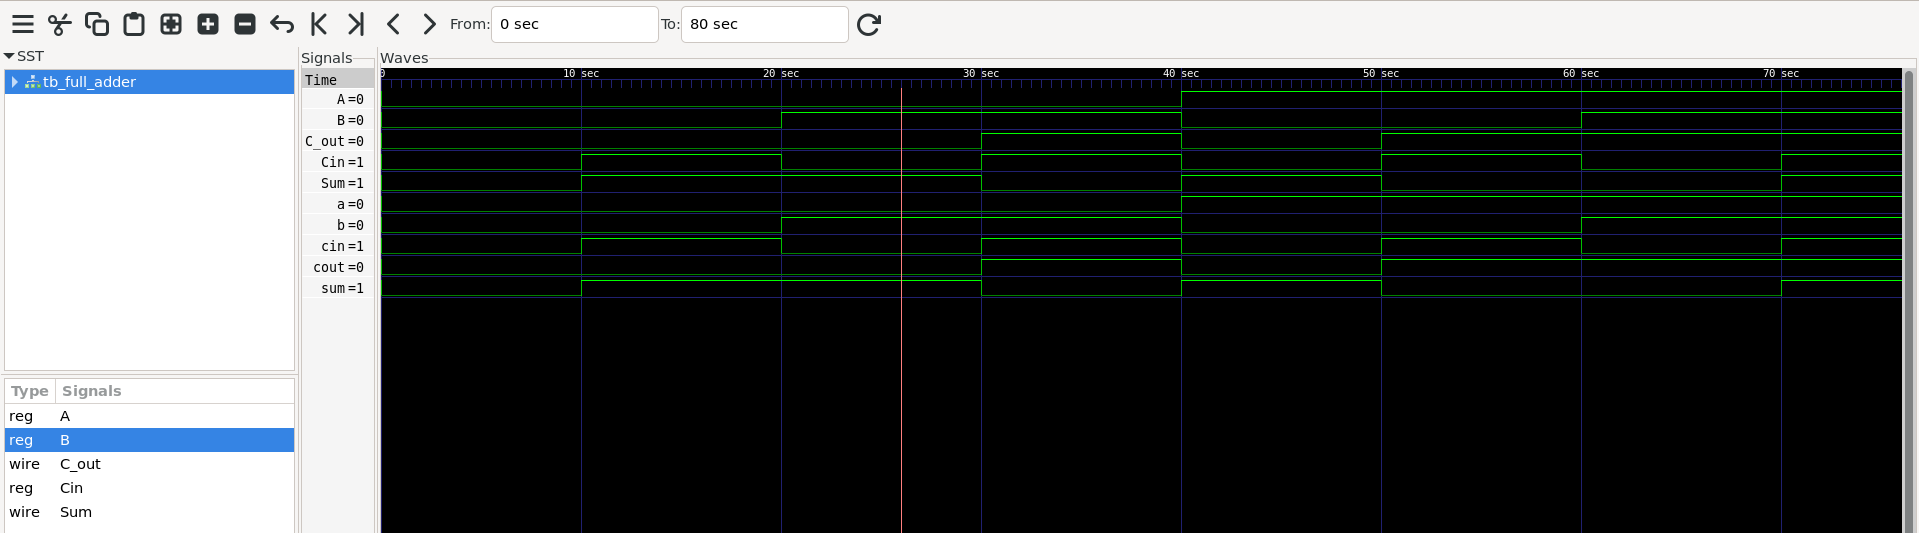 From: 0 sec To: 80 sec
SST
tb_full_adder
Type Signals
reg A
reg B
wire C_out
reg Cin
wire Sum
Signals
Time
A=0
B=0
C_out=0
Cin=1
Sum=1
a=0
b=0
cin=1
cout=0
sum=1
Waves
0 10 sec 20 sec 30 sec 40 sec 50 sec 60 sec 70 sec